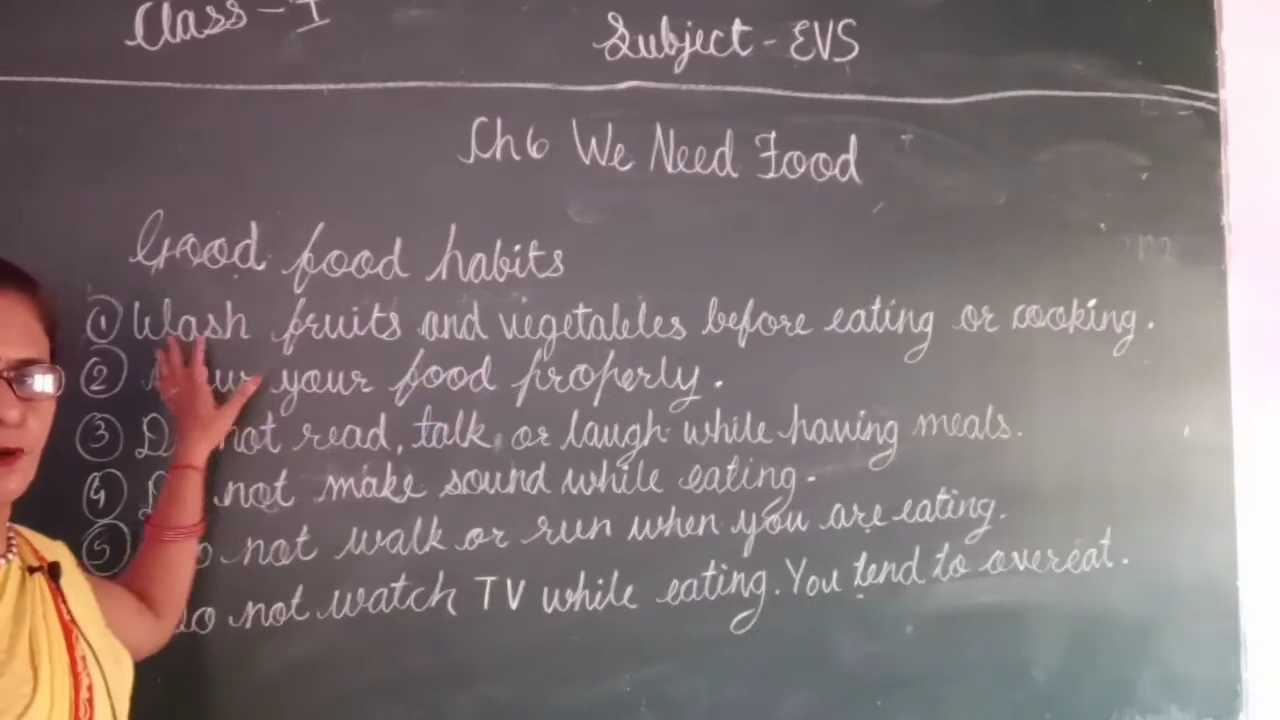 Class - I
Subject - EVS
Ch 6 We Need Food
Good food habits
① Wash fruits and vegetables before eating or cooking.
② your food properly.
③ not read, talk, or laugh while having meals.
④ not make sound while eating.
⑤ not walk or run when you are eating.
not watch TV while eating. You tend to overeat.